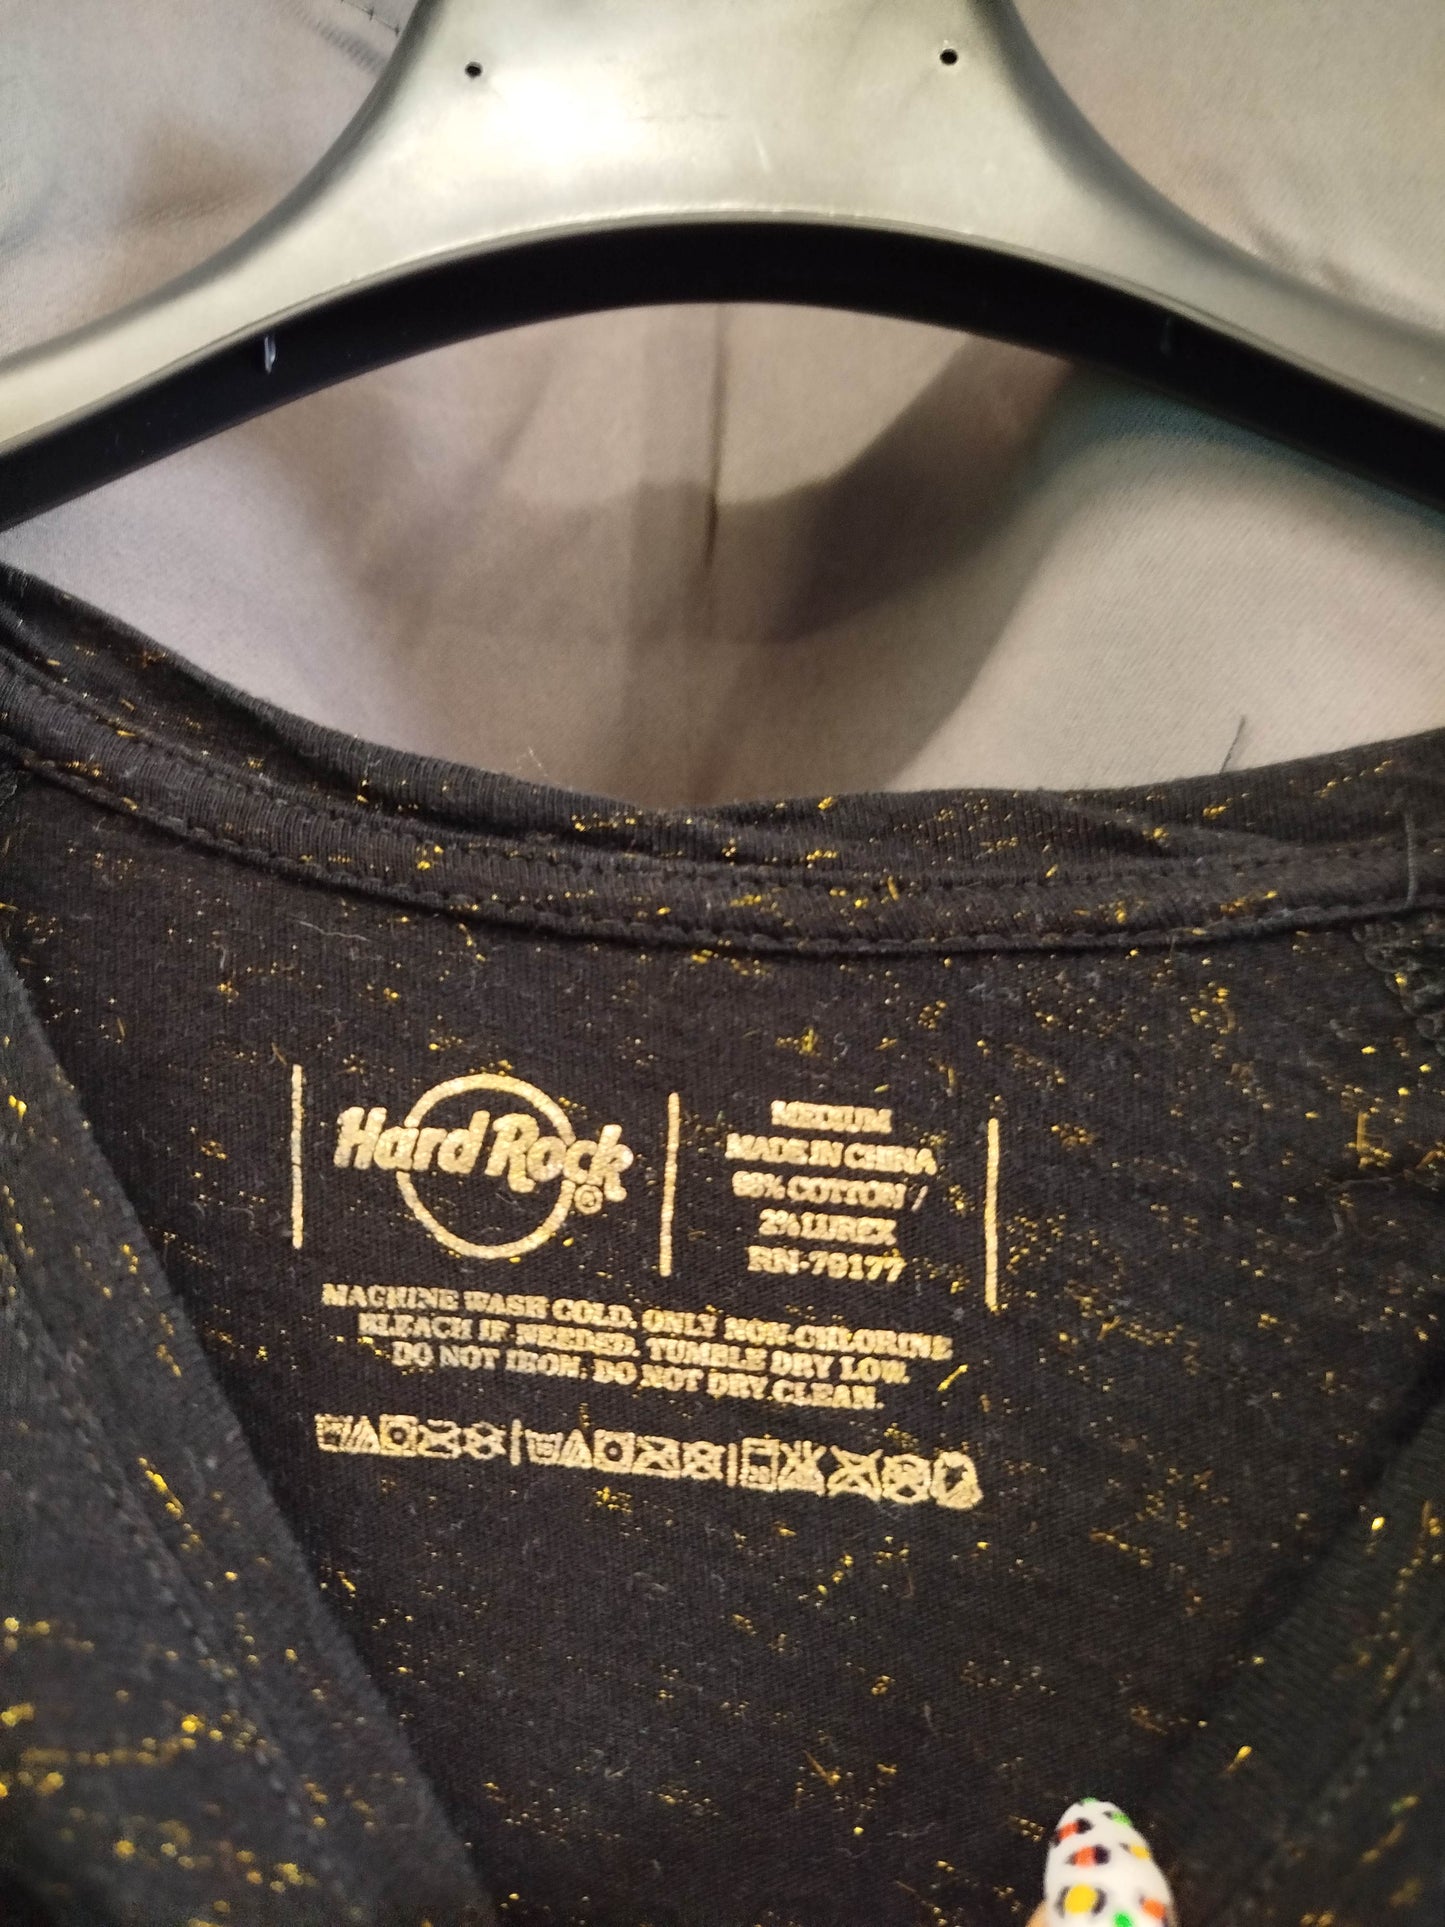 Hard Rock ®
MEDIUM
MADE IN CHINA
98% COTTON /
2% LUREX
RN-79177
MACHINE WASH COLD. ONLY NON-CHLORINE
BLEACH IF NEEDED. TUMBLE DRY LOW.
DO NOT IRON. DO NOT DRY CLEAN.